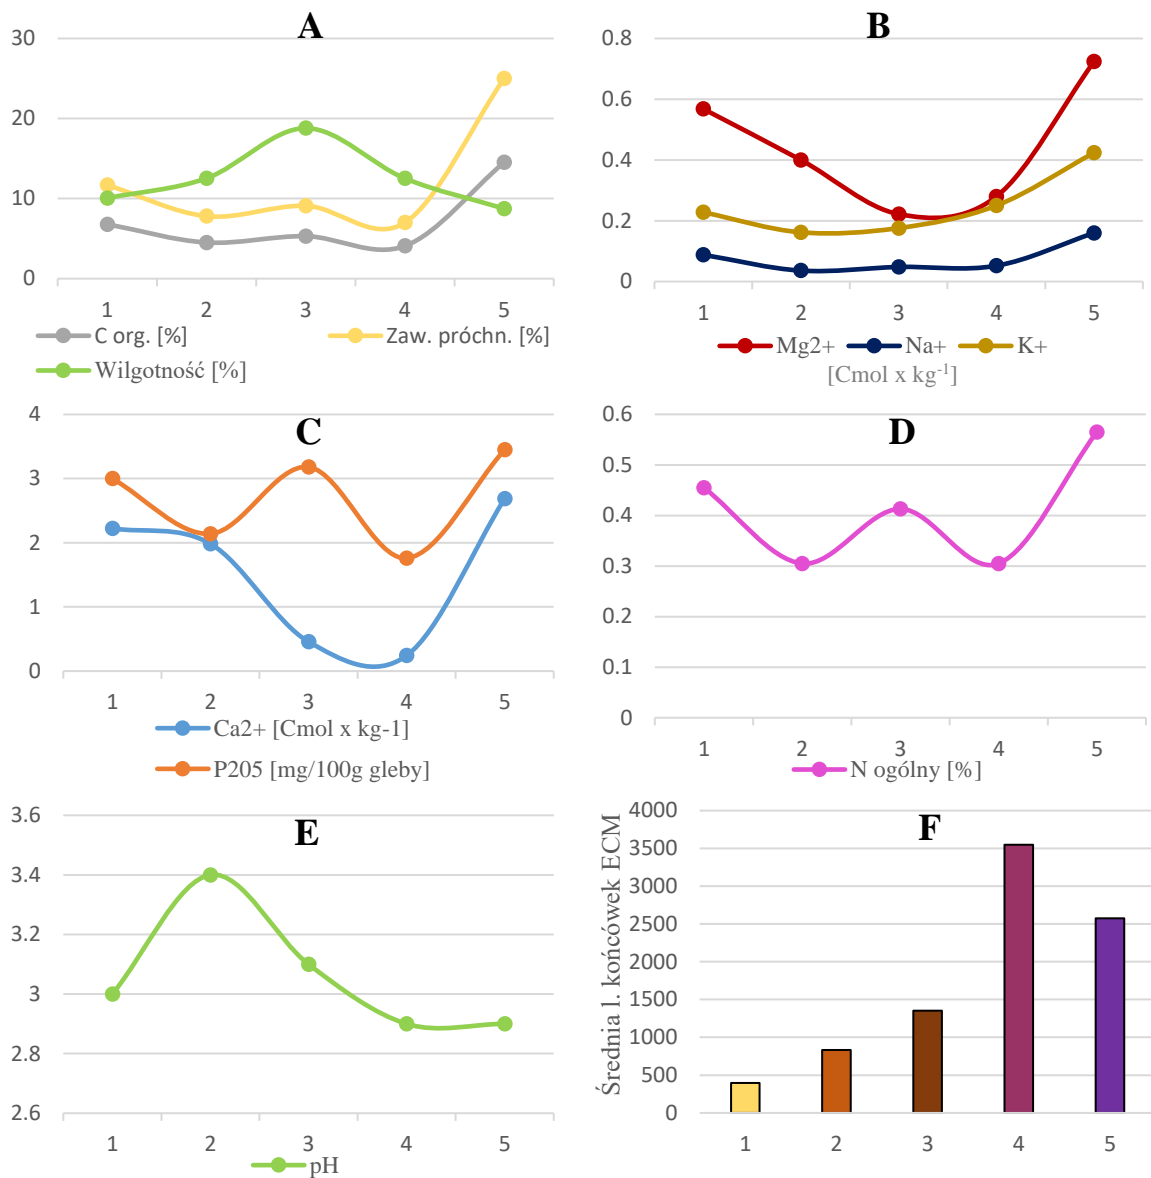 A
30
20
10
0
1 2 3 4 5
C org. [%] Zaw. próchn. [%]
Wilgotność [%]
B
0.8
0.6
0.4
0.2
0
1 2 3 4 5
Mg2+ Na+ K+
[Cmol x kg⁻¹]
C
4
3
2
1
0
1 2 3 4 5
Ca2+ [Cmol x kg-1]
P205 [mg/100g gleby]
D
0.6
0.5
0.4
0.3
0.2
0.1
0
1 2 3 4 5
N ogólny [%]
E
3.6
3.4
3.2
3
2.8
2.6
1 2 3 4 5
pH
F
Średnia l. końcówek ECM
4000
3500
3000
2500
2000
1500
1000
500
0
1 2 3 4 5